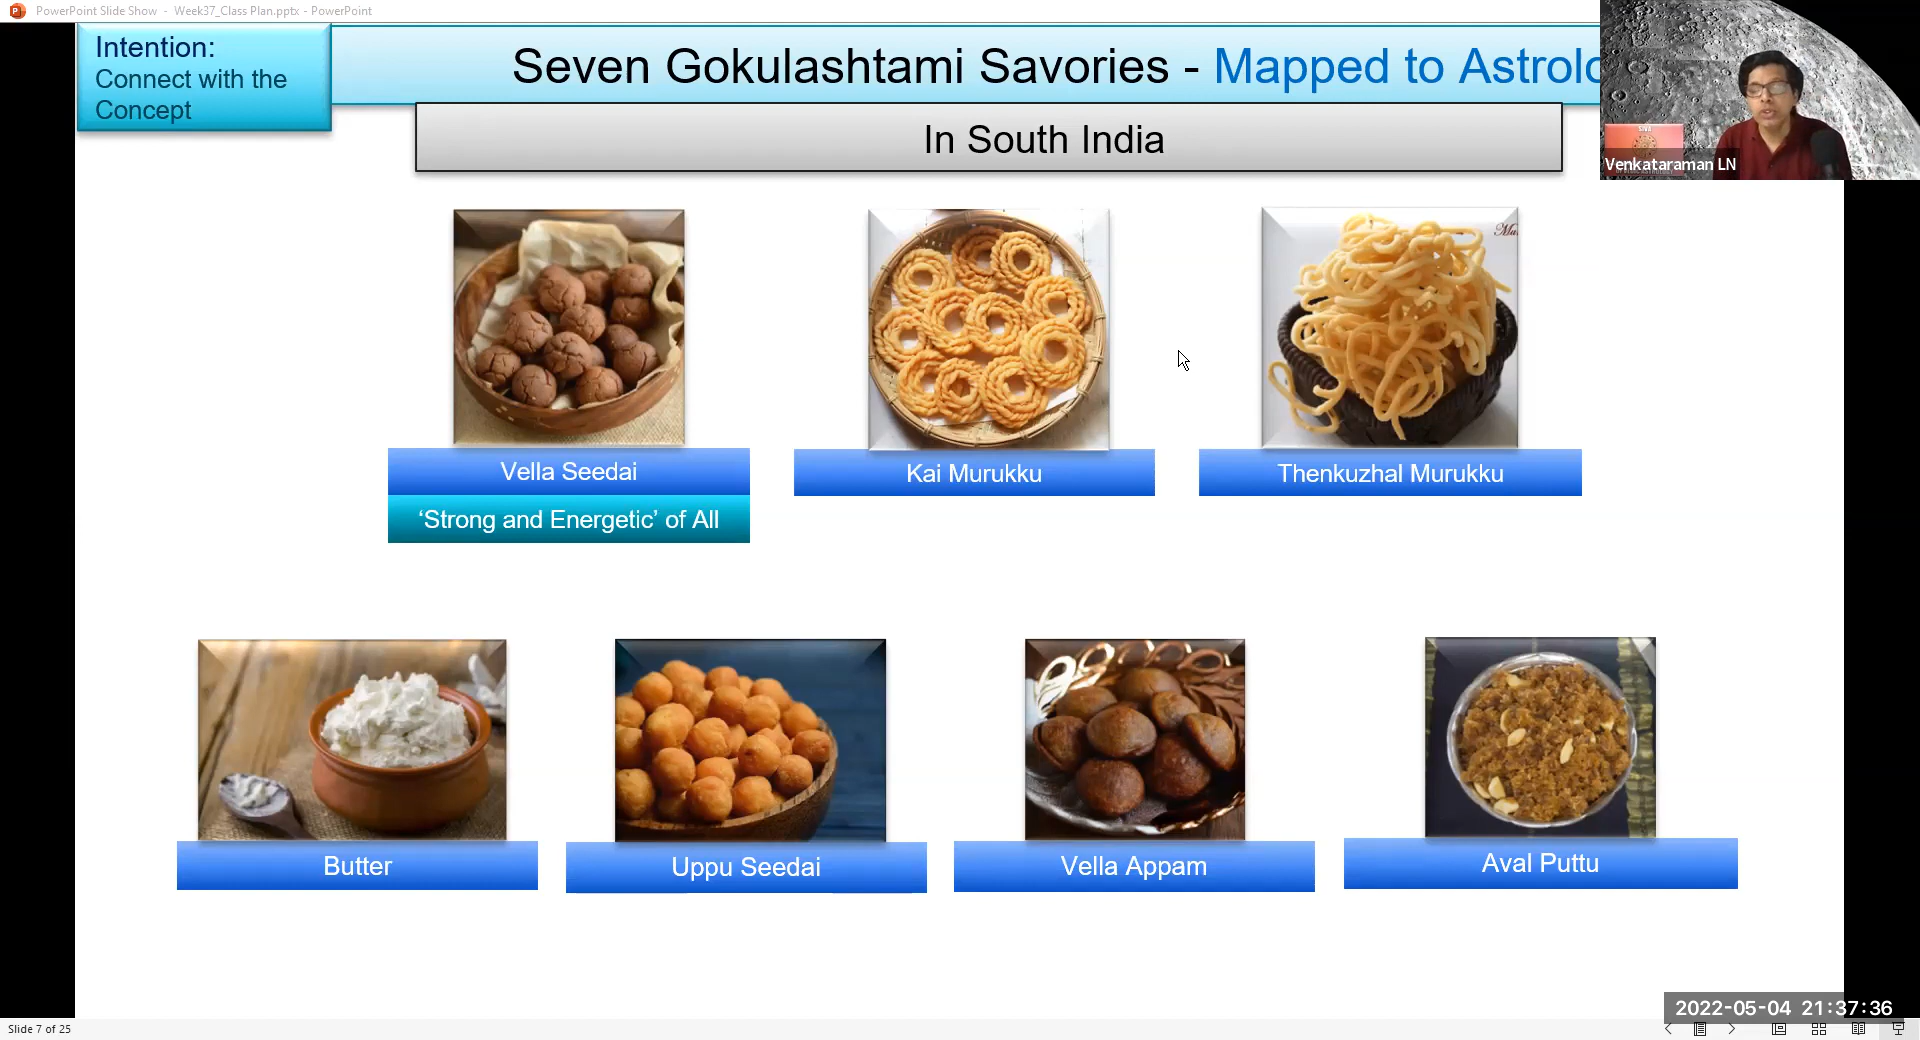 PowerPoint Slide Show - Week37_Class Plan.pptx - PowerPoint
Intention:
Connect with the
Concept
Seven Gokulashtami Savories - Mapped to Astrolo
In South India
Venkataraman LN
Vella Seedai
‘Strong and Energetic’ of All
Kai Murukku
Thenkuzhal Murukku
Butter
Uppu Seedai
Vella Appam
Aval Puttu
2022-05-04 21:37:36
Slide 7 of 25